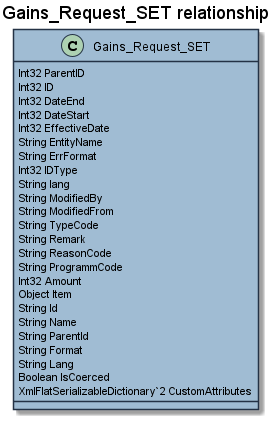 Gains_Request_SET relationship
C Gains_Request_SET
Int32 ParentID
Int32 ID
Int32 DateEnd
Int32 DateStart
Int32 EffectiveDate
String EntityName
String ErrFormat
Int32 IDType
String lang
String ModifiedBy
String ModifiedFrom
String TypeCode
String Remark
String ReasonCode
String ProgrammCode
Int32 Amount
Object Item
String Id
String Name
String ParentId
String Format
String Lang
Boolean IsCoerced
XmlFlatSerializableDictionary`2 CustomAttributes